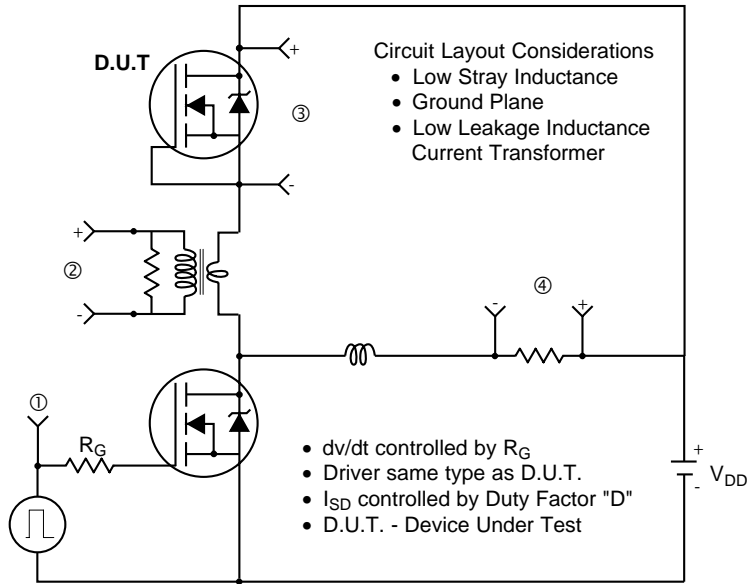 D.U.T
+
Circuit Layout Considerations
• Low Stray Inductance
• Ground Plane
• Low Leakage Inductance
Current Transformer
③
-
+
②
-
④
-
+
①
R_G
• dv/dt controlled by R_G
• Driver same type as D.U.T.
• I_SD controlled by Duty Factor "D"
• D.U.T. - Device Under Test
+
V_DD
-